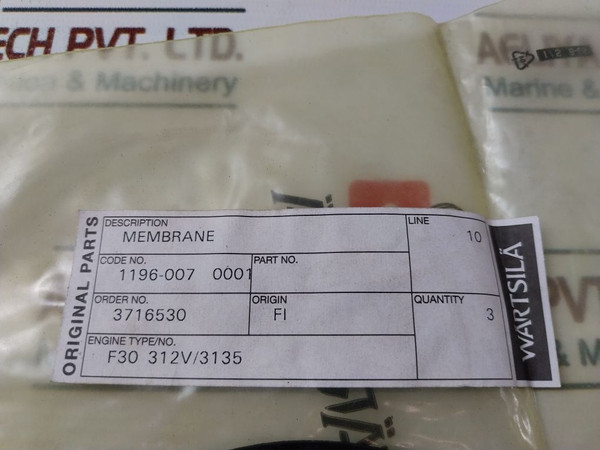 ECH PVT. LTD.
& Machinery
Marine &
ORIGINAL PARTS
DESCRIPTION
MEMBRANE
LINE
10
CODE NO.
1196-007 0001
PART NO.
ORDER NO.
3716530
ORIGIN
FI
QUANTITY
3
ENGINE TYPE/NO.
F30 312V/3135
WÄRTSILÄ
PVT
& M